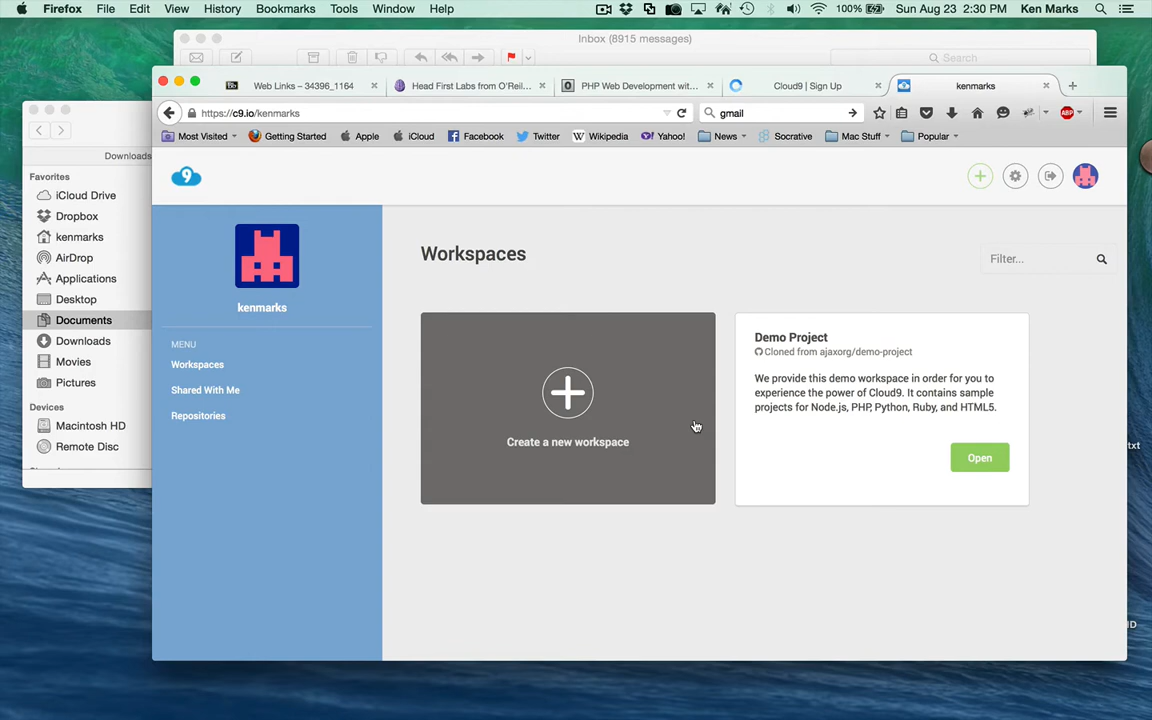 Firefox File Edit View History Bookmarks Tools Window Help 100% Sun Aug 23 2:30 PM Ken Marks
Inbox (8915 messages)
Search
Web Links – 34396_1164 Head First Labs from O'Reil... PHP Web Development wit... Cloud9 | Sign Up kenmarks
https://c9.io/kenmarks gmail ABP
Most Visited Getting Started Apple iCloud Facebook Twitter Wikipedia Yahoo! News Socrative Mac Stuff Popular
Downloads
Favorites
iCloud Drive
Dropbox
kenmarks
AirDrop
Applications
Desktop
Documents
Downloads
Movies
Pictures
Devices
Macintosh HD
Remote Disc
9
kenmarks
MENU
Workspaces
Shared With Me
Repositories
Workspaces
Filter...
Create a new workspace
Demo Project
Cloned from ajaxorg/demo-project
We provide this demo workspace in order for you to
experience the power of Cloud9. It contains sample
projects for Node.js, PHP, Python, Ruby, and HTML5.
Open
txt